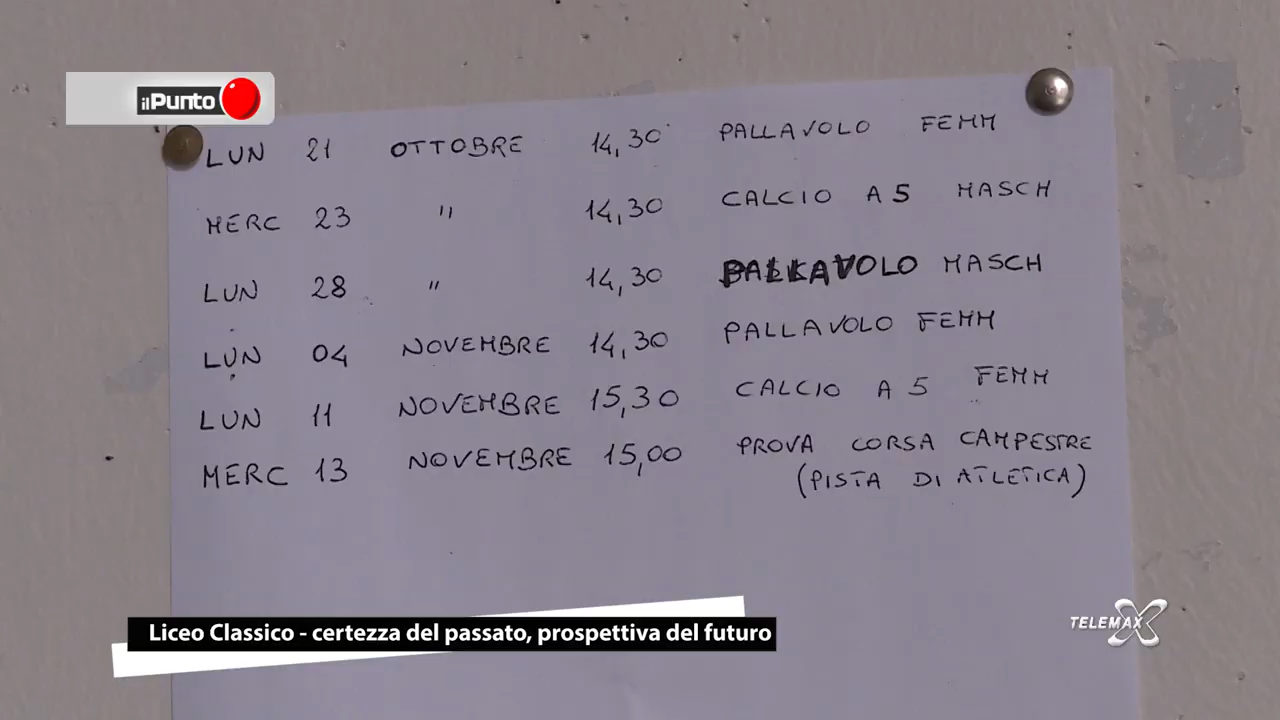 ilPunto
LUN 21 OTTOBRE 14,30 PALLAVOLO FEMM
MERC 23 " 14,30 CALCIO A 5 MASCH
LUN 28 " 14,30 PALLAVOLO MASCH
LUN 04 NOVEMBRE 14,30 PALLAVOLO FEMM
LUN 11 NOVEMBRE 15,30 CALCIO A 5 FEMM
MERC 13 NOVEMBRE 15,00 PROVA CORSA CAMPESTRE
(PISTA DI ATLETICA)
Liceo Classico - certezza del passato, prospettiva del futuro
TELEMAX